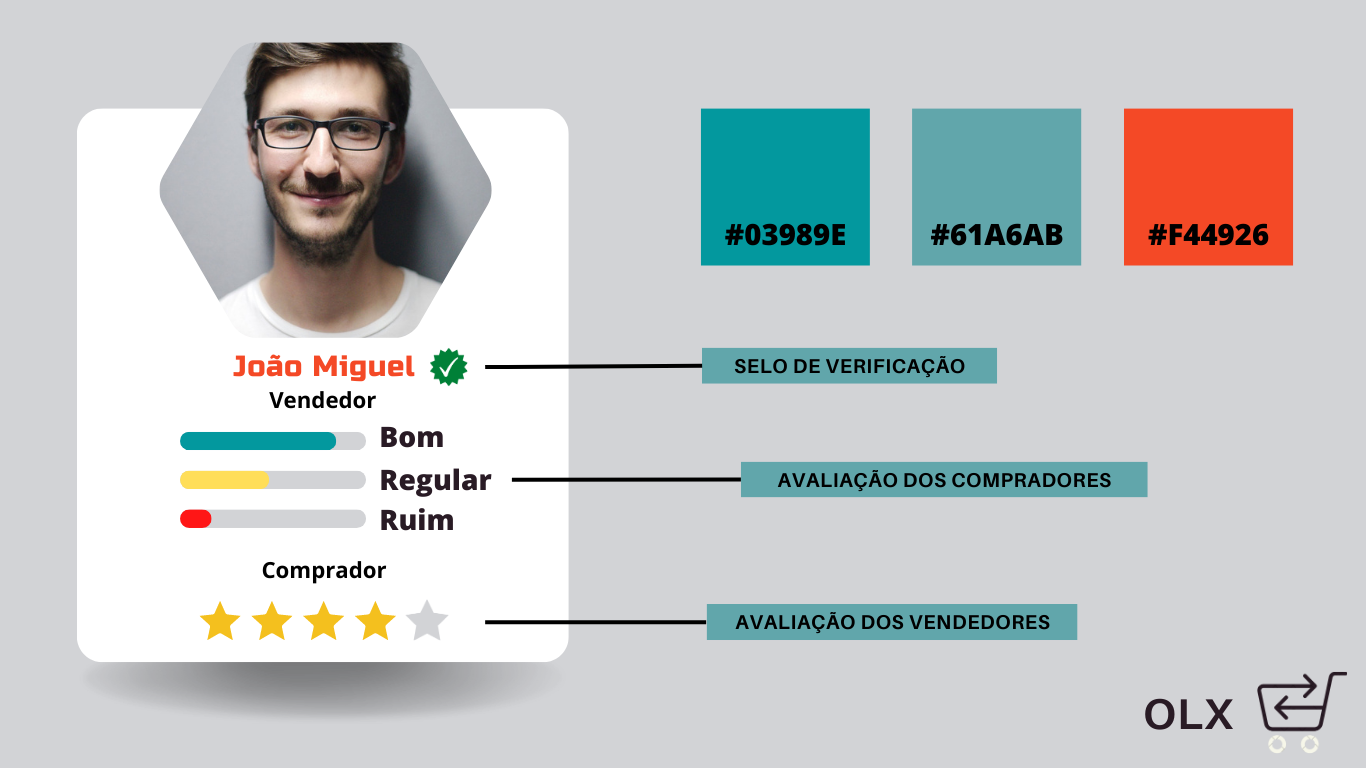 #03989E
#61A6AB
#F44926
João Miguel
Vendedor
Bom
Regular
Ruim
Comprador
SELO DE VERIFICAÇÃO
AVALIAÇÃO DOS COMPRADORES
AVALIAÇÃO DOS VENDEDORES
OLX